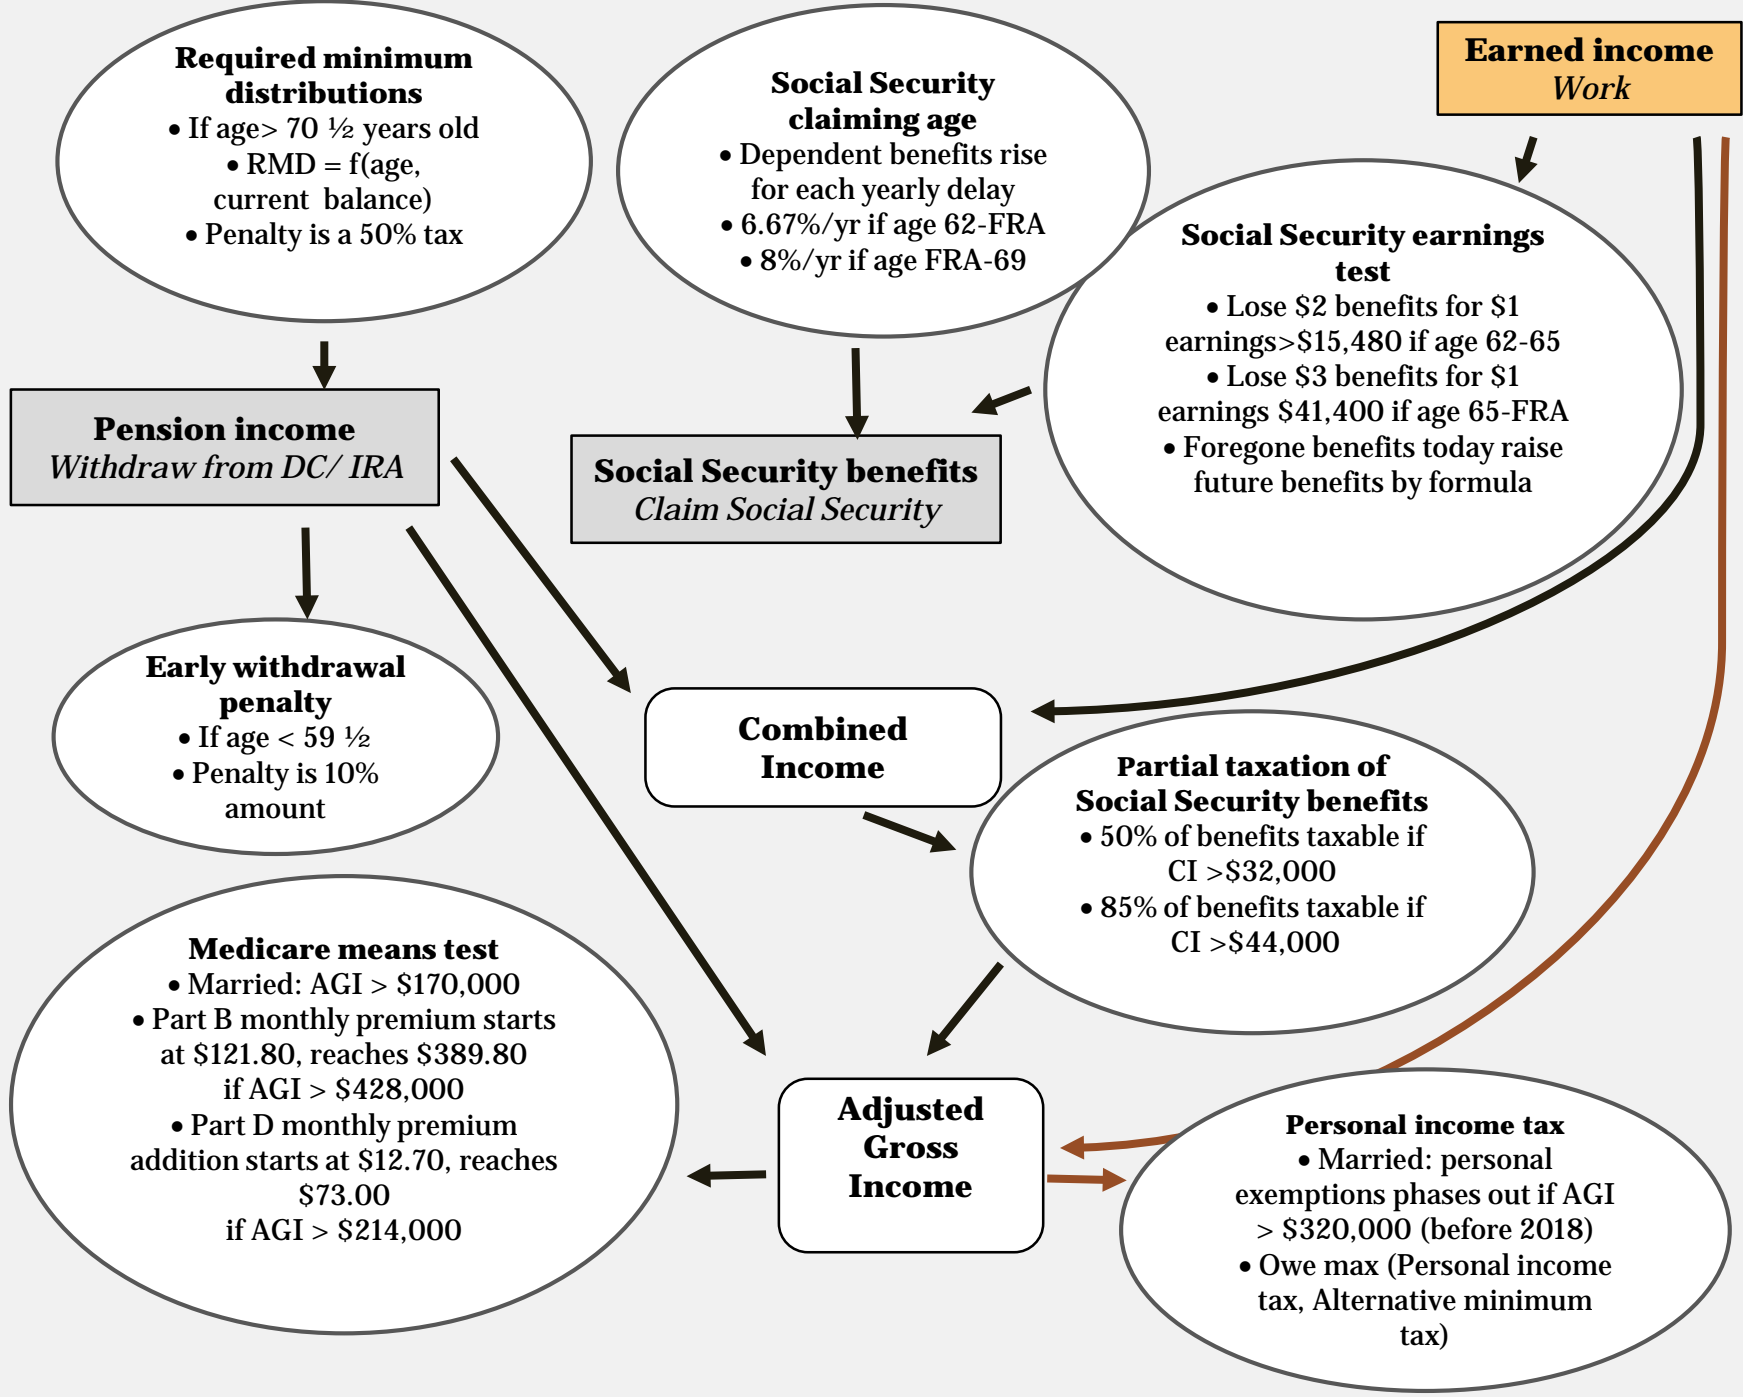 Required minimum
distributions
• If age> 70 ½ years old
• RMD = f(age,
current balance)
• Penalty is a 50% tax
Social Security
claiming age
• Dependent benefits rise
for each yearly delay
• 6.67%/yr if age 62-FRA
• 8%/yr if age FRA-69
Earned income
Work
Social Security earnings
test
• Lose $2 benefits for $1
earnings>$15,480 if age 62-65
• Lose $3 benefits for $1
earnings $41,400 if age 65-FRA
• Foregone benefits today raise
future benefits by formula
Pension income
Withdraw from DC/ IRA
Social Security benefits
Claim Social Security
Early withdrawal
penalty
• If age < 59 ½
• Penalty is 10%
amount
Combined
Income
Partial taxation of
Social Security benefits
• 50% of benefits taxable if
CI >$32,000
• 85% of benefits taxable if
CI >$44,000
Medicare means test
• Married: AGI > $170,000
• Part B monthly premium starts
at $121.80, reaches $389.80
if AGI > $428,000
• Part D monthly premium
addition starts at $12.70, reaches
$73.00
if AGI > $214,000
Adjusted
Gross
Income
Personal income tax
• Married: personal
exemptions phases out if AGI
> $320,000 (before 2018)
• Owe max (Personal income
tax, Alternative minimum
tax)